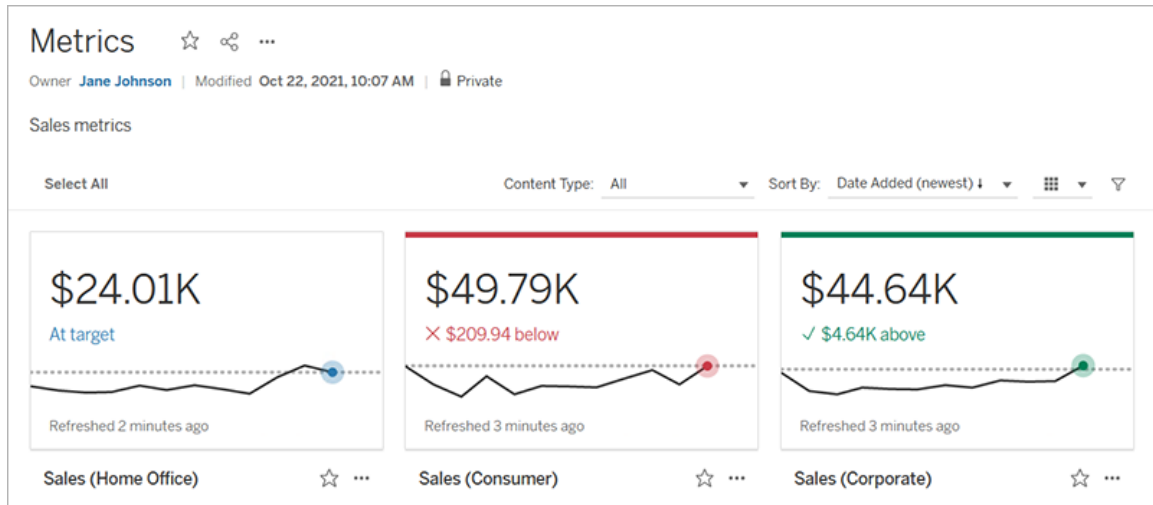 Metrics
Owner Jane Johnson | Modified Oct 22, 2021, 10:07 AM | Private
Sales metrics
Select All Content Type: All Sort By: Date Added (newest) ↓
$24.01K
At target
Refreshed 2 minutes ago
Sales (Home Office)
$49.79K
$209.94 below
Refreshed 3 minutes ago
Sales (Consumer)
$44.64K
$4.64K above
Refreshed 3 minutes ago
Sales (Corporate)